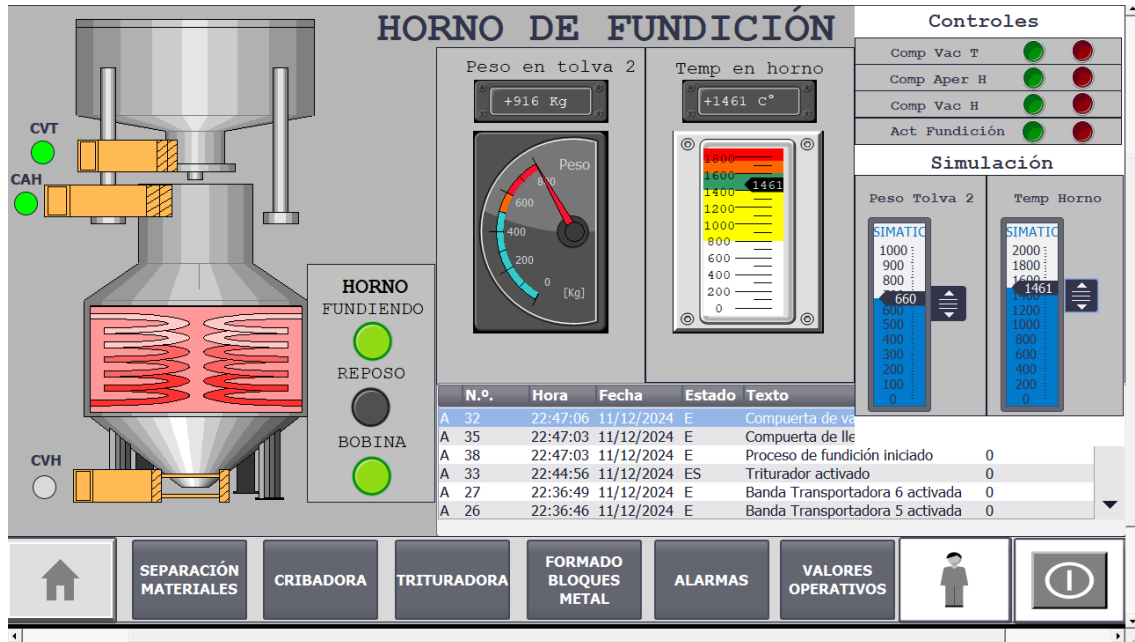 HORNO DE FUNDICIÓN
Controles
Comp Vac T
Comp Aper H
Comp Vac H
Act Fundición
Peso en tolva 2
+916 Kg
Temp en horno
+1461 C°
CVT
CAH
CVH
Peso
800
600
400
200
0
[Kg]
1800
1600
1461
1400
1200
1000
800
600
400
200
0
Simulación
Peso Tolva 2
Temp Horno
SIMATIC
1000
900
800
660
600
500
400
300
200
100
0
SIMATIC
2000
1800
1600
1461
1400
1200
1000
800
600
400
200
0
HORNO
FUNDIENDO
REPOSO
BOBINA
N.º. Hora Fecha Estado Texto
A 32 22:47:06 11/12/2024 E Compuerta de va
A 35 22:47:03 11/12/2024 E Compuerta de lle
A 38 22:47:03 11/12/2024 E Proceso de fundición iniciado 0
A 33 22:44:56 11/12/2024 ES Triturador activado 0
A 27 22:36:49 11/12/2024 E Banda Transportadora 6 activada 0
A 26 22:36:46 11/12/2024 E Banda Transportadora 5 activada 0
SEPARACIÓN
MATERIALES
CRIBADORA
TRITURADORA
FORMADO
BLOQUES
METAL
ALARMAS
VALORES
OPERATIVOS